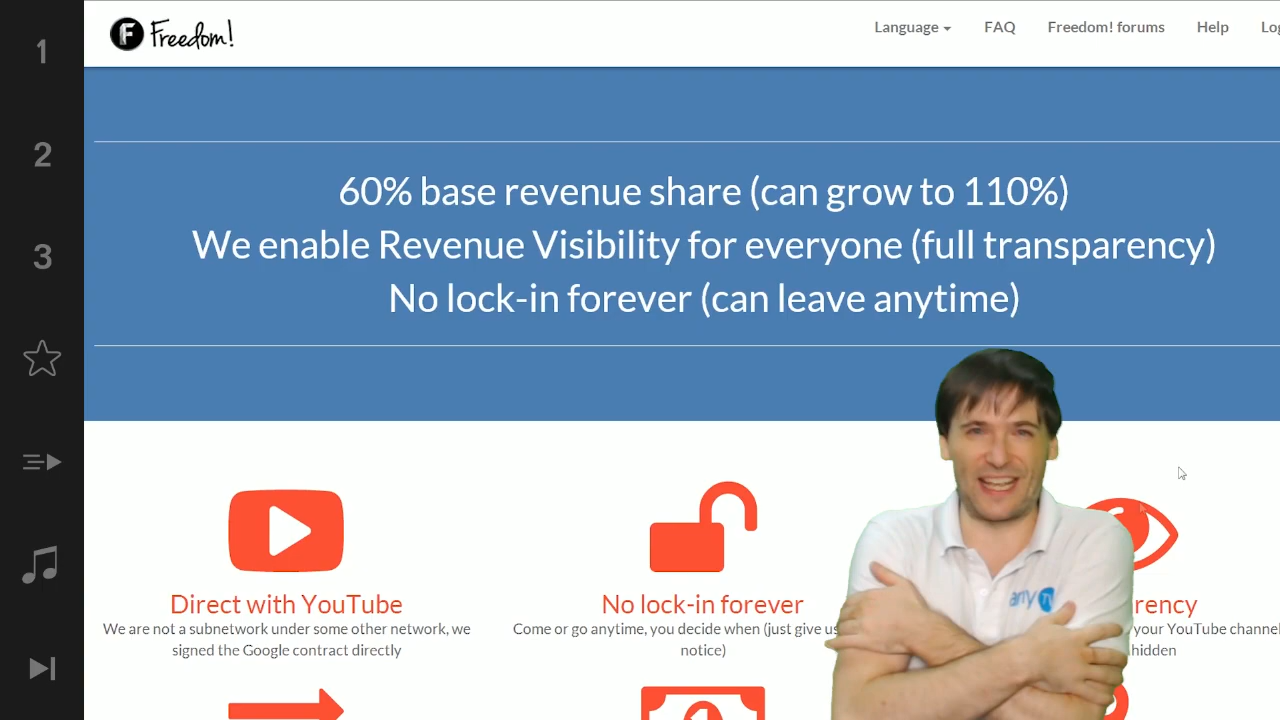 1
2
3
F Freedom!
Language FAQ Freedom! forums Help
60% base revenue share (can grow to 110%)
We enable Revenue Visibility for everyone (full transparency)
No lock-in forever (can leave anytime)
Direct with YouTube
We are not a subnetwork under some other network, we
signed the Google contract directly
No lock-in forever
Come or go anytime, you decide when (just give us
notice)
rency
your YouTube channel
hidden
any TV
1